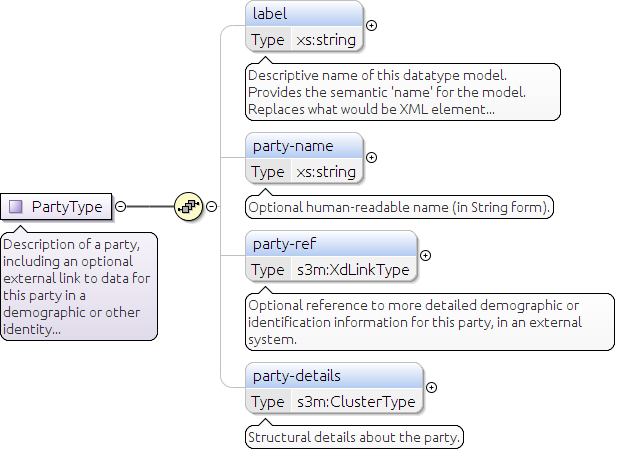 label
Type xs:string
Descriptive name of this datatype model.
Provides the semantic 'name' for the model.
Replaces what would be XML element...
party-name
Type xs:string
Optional human-readable name (in String form).
PartyType
Description of a party,
including an optional
external link to data for
this party in a
demographic or other
identity...
party-ref
Type s3m:XdLinkType
Optional reference to more detailed demographic or
identification information for this party, in an external
system.
party-details
Type s3m:ClusterType
Structural details about the party.